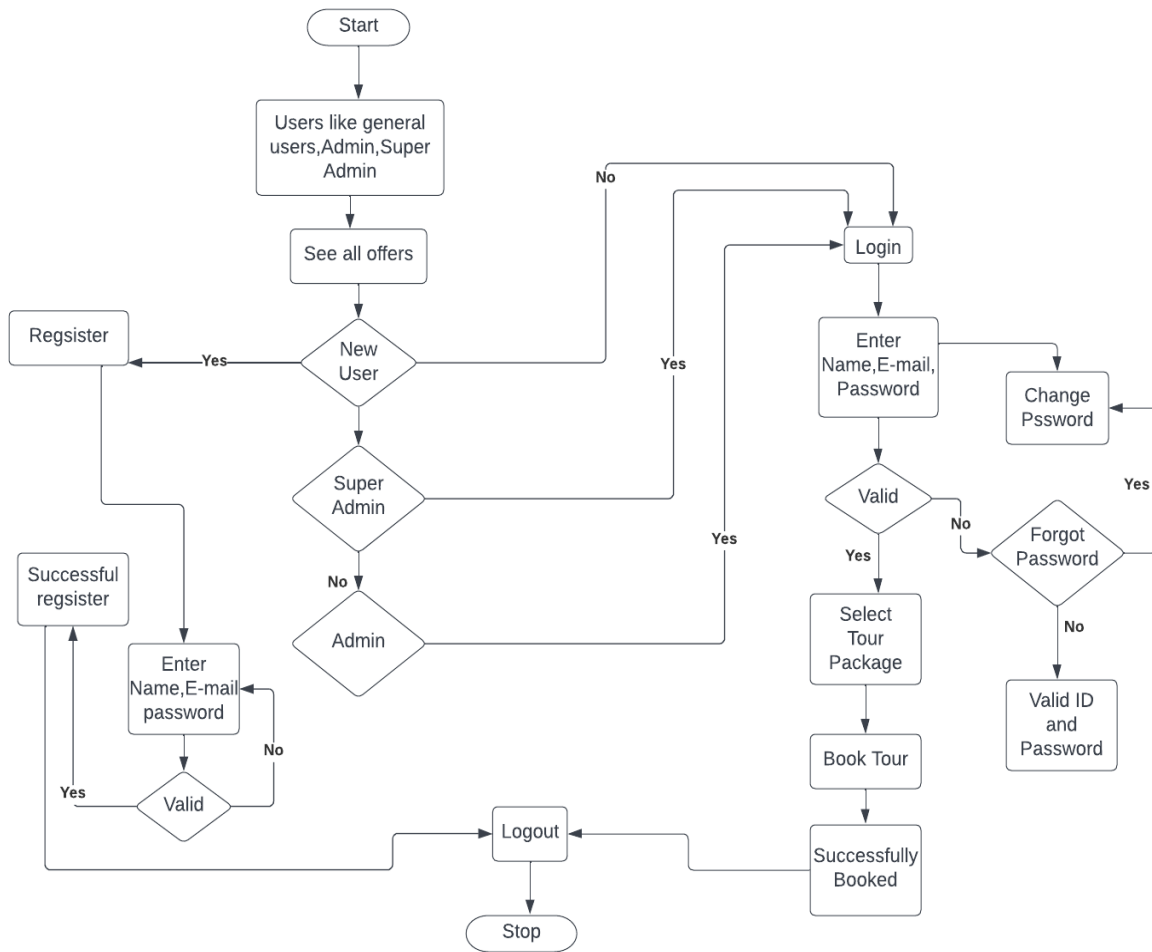 Start
Users like general
users,Admin,Super
Admin
See all offers
New
User
Yes
No
Regsister
Super
Admin
Yes
No
Admin
Yes
Enter
Name,E-mail
password
Valid
No
Yes
Successful
regsister
Login
Enter
Name,E-mail,
Password
Change
Pssword
Valid
No
Yes
Forgot
Password
Yes
No
Valid ID
and
Password
Select
Tour
Package
Book Tour
Successfully
Booked
Logout
Stop